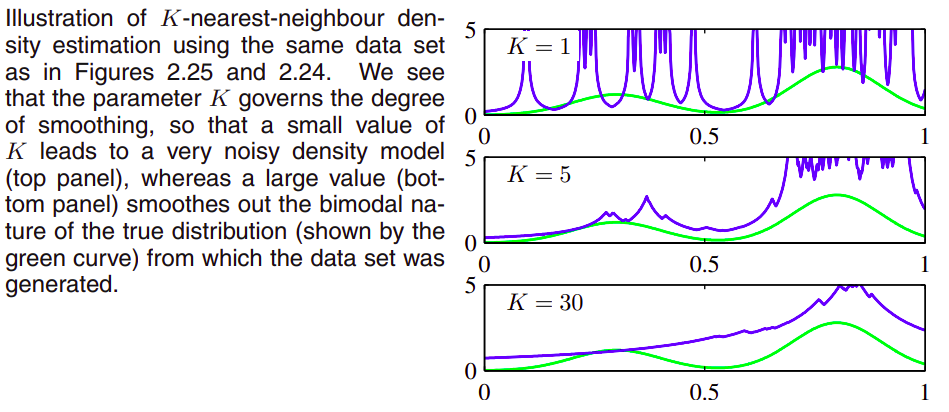 Illustration of K-nearest-neighbour den-
sity estimation using the same data set
as in Figures 2.25 and 2.24. We see
that the parameter K governs the degree
of smoothing, so that a small value of
K leads to a very noisy density model
(top panel), whereas a large value (bot-
tom panel) smoothes out the bimodal na-
ture of the true distribution (shown by the
green curve) from which the data set was
generated.
5
K = 1
0
0 0.5 1
5
K = 5
0
0 0.5 1
5
K = 30
0
0 0.5 1